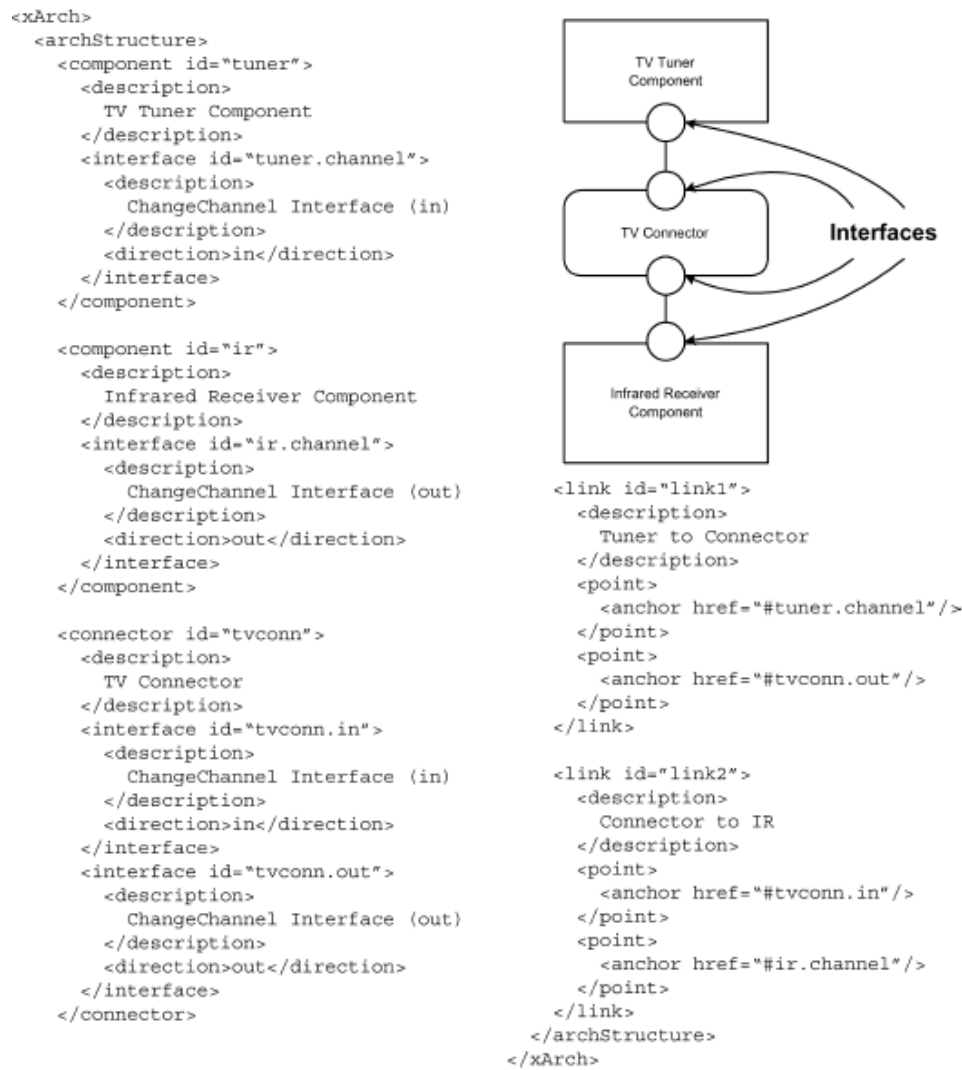 <xArch>
<archStructure>
<component id="tuner">
<description>
TV Tuner Component
</description>
<interface id="tuner.channel">
<description>
ChangeChannel Interface (in)
</description>
<direction>in</direction>
</interface>
</component>
<component id="ir">
<description>
Infrared Receiver Component
</description>
<interface id="ir.channel">
<description>
ChangeChannel Interface (out)
</description>
<direction>out</direction>
</interface>
</component>
<connector id="tvconn">
<description>
TV Connector
</description>
<interface id="tvconn.in">
<description>
ChangeChannel Interface (in)
</description>
<direction>in</direction>
</interface>
<interface id="tvconn.out">
<description>
ChangeChannel Interface (out)
</description>
<direction>out</direction>
</interface>
</connector>
TV Tuner
Component
TV Connector
Interfaces
Infrared Receiver
Component
<link id="link1">
<description>
Tuner to Connector
</description>
<point>
<anchor href="#tuner.channel"/>
</point>
<point>
<anchor href="#tvconn.out"/>
</point>
</link>
<link id="link2">
<description>
Connector to IR
</description>
<point>
<anchor href="#tvconn.in"/>
</point>
<point>
<anchor href="#ir.channel"/>
</point>
</link>
</archStructure>
</xArch>